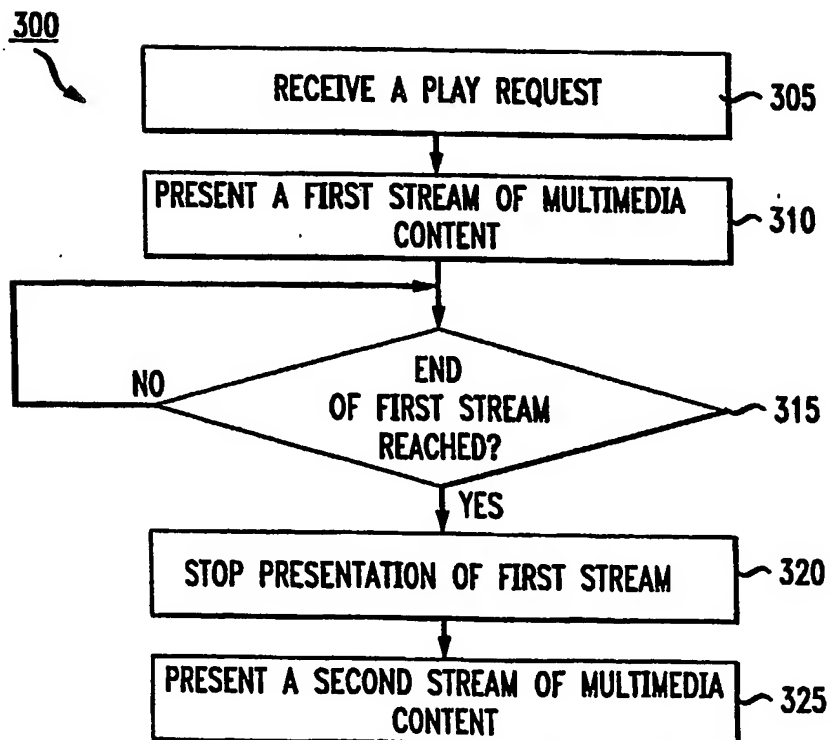 300
RECEIVE A PLAY REQUEST
305
PRESENT A FIRST STREAM OF MULTIMEDIA
CONTENT
310
END
OF FIRST STREAM
REACHED?
315
NO
YES
STOP PRESENTATION OF FIRST STREAM
320
PRESENT A SECOND STREAM OF MULTIMEDIA
CONTENT
325